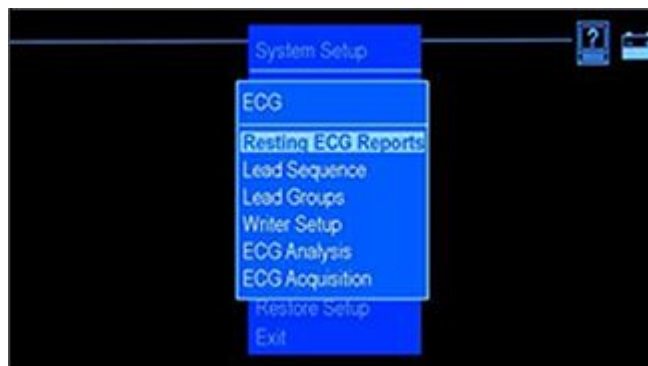 System Setup
?
ECG
Resting ECG Reports
Lead Sequence
Lead Groups
Writer Setup
ECG Analysis
ECG Acquisition
Restore Setup
Exit